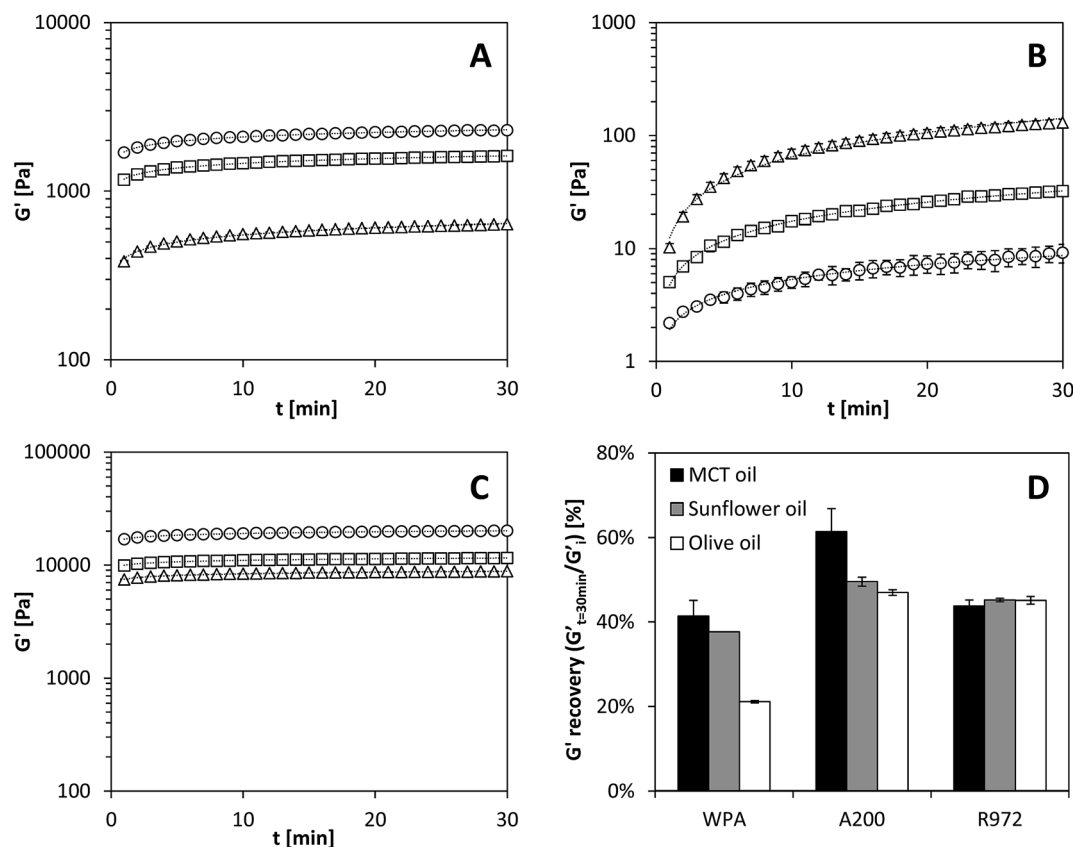 A
10000
1000
100
G' [Pa]
0
10
20
30
t [min]
B
1000
100
10
1
G' [Pa]
0
10
20
30
t [min]
C
100000
10000
1000
100
G' [Pa]
0
10
20
30
t [min]
D
80%
60%
40%
20%
0%
G' recovery (G't=30min/G'i) [%]
MCT oil
Sunflower oil
Olive oil
WPA
A200
R972